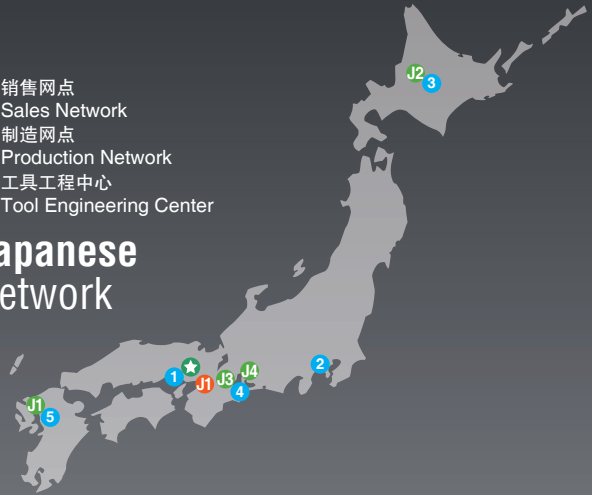 销售网点
Sales Network
制造网点
Production Network
工具工程中心
Tool Engineering Center
apanese
etwork
J2
3
1
J1
J3
J4
4
2
J1
5